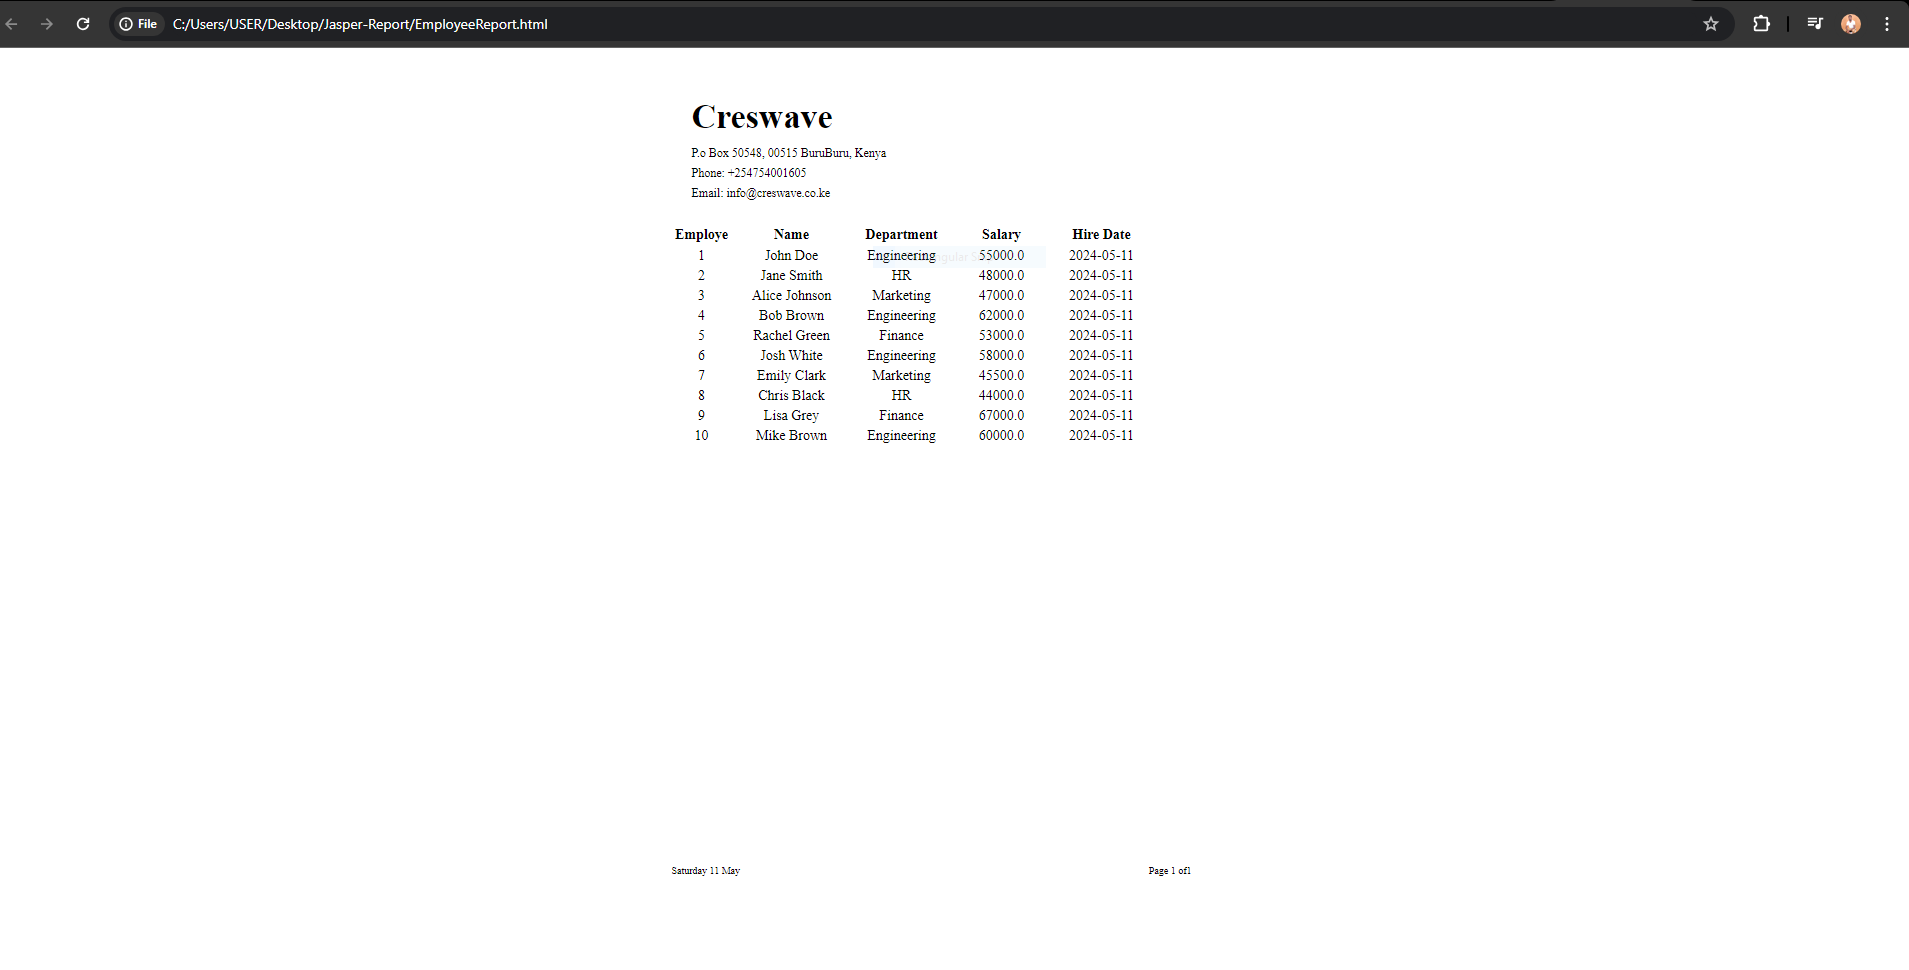 File C:/Users/USER/Desktop/Jasper-Report/EmployeeReport.html
Creswave
P.o Box 50548, 00515 BuruBuru, Kenya
Phone: +254754001605
Email: info@creswave.co.ke
Employe Name Department Salary Hire Date
1 John Doe Engineering 55000.0 2024-05-11
2 Jane Smith HR 48000.0 2024-05-11
3 Alice Johnson Marketing 47000.0 2024-05-11
4 Bob Brown Engineering 62000.0 2024-05-11
5 Rachel Green Finance 53000.0 2024-05-11
6 Josh White Engineering 58000.0 2024-05-11
7 Emily Clark Marketing 45500.0 2024-05-11
8 Chris Black HR 44000.0 2024-05-11
9 Lisa Grey Finance 67000.0 2024-05-11
10 Mike Brown Engineering 60000.0 2024-05-11
Saturday 11 May Page 1 of1